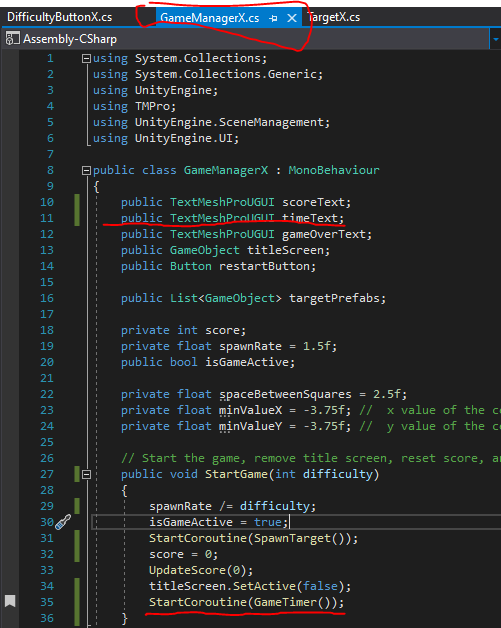 DifficultyButtonX.cs GameManagerX.cs TargetX.cs
Assembly-CSharp
1 using System.Collections;
2 using System.Collections.Generic;
3 using UnityEngine;
4 using TMPro;
5 using UnityEngine.SceneManagement;
6 using UnityEngine.UI;
7
8 public class GameManagerX : MonoBehaviour
9 {
10 public TextMeshProUGUI scoreText;
11 public TextMeshProUGUI timeText;
12 public TextMeshProUGUI gameOverText;
13 public GameObject titleScreen;
14 public Button restartButton;
15
16 public List<GameObject> targetPrefabs;
17
18 private int score;
19 private float spawnRate = 1.5f;
20 public bool isGameActive;
21
22 private float spaceBetweenSquares = 2.5f;
23 private float minValueX = -3.75f; // x value of the
24 private float minValueY = -3.75f; // y value of the
25
26 // Start the game, remove title screen, reset score,
27 public void StartGame(int difficulty)
28 {
29 spawnRate /= difficulty;
30 isGameActive = true;
31 StartCoroutine(SpawnTarget());
32 score = 0;
33 UpdateScore(0);
34 titleScreen.SetActive(false);
35 StartCoroutine(GameTimer());
36 }